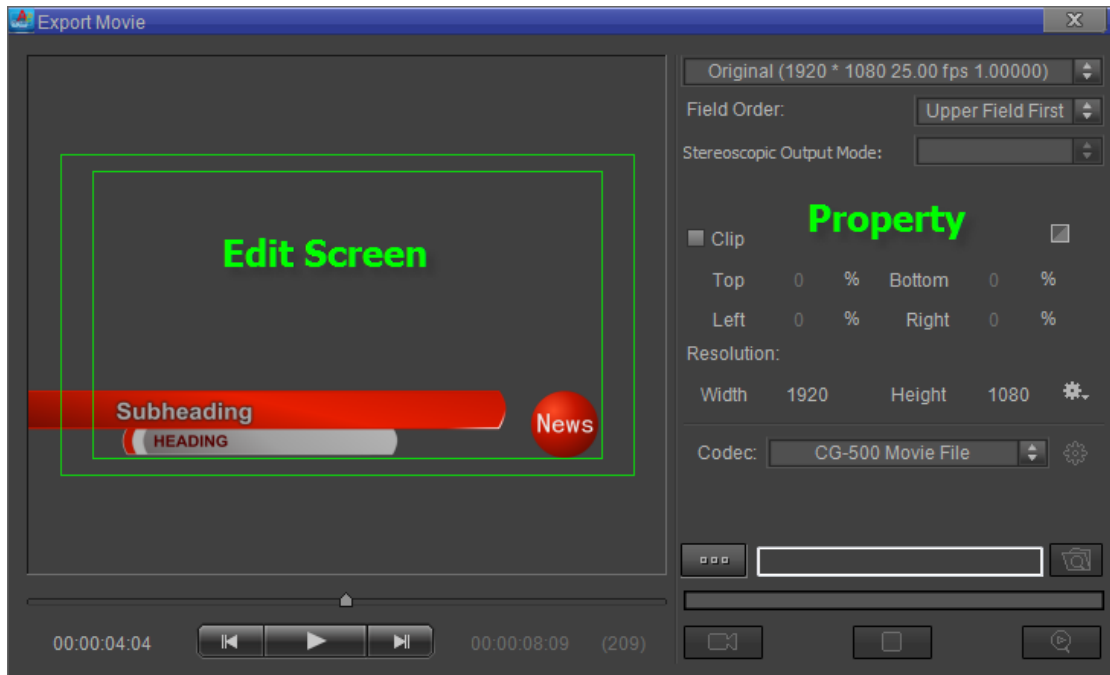 Export Movie
Original (1920 * 1080 25.00 fps 1.00000)
Field Order: Upper Field First
Stereoscopic Output Mode:
Property
Clip
Top 0 % Bottom 0 %
Left 0 % Right 0 %
Resolution:
Width 1920 Height 1080
Codec: CG-500 Movie File
Edit Screen
Subheading
HEADING
News
00:00:04:04 00:00:08:09 (209)